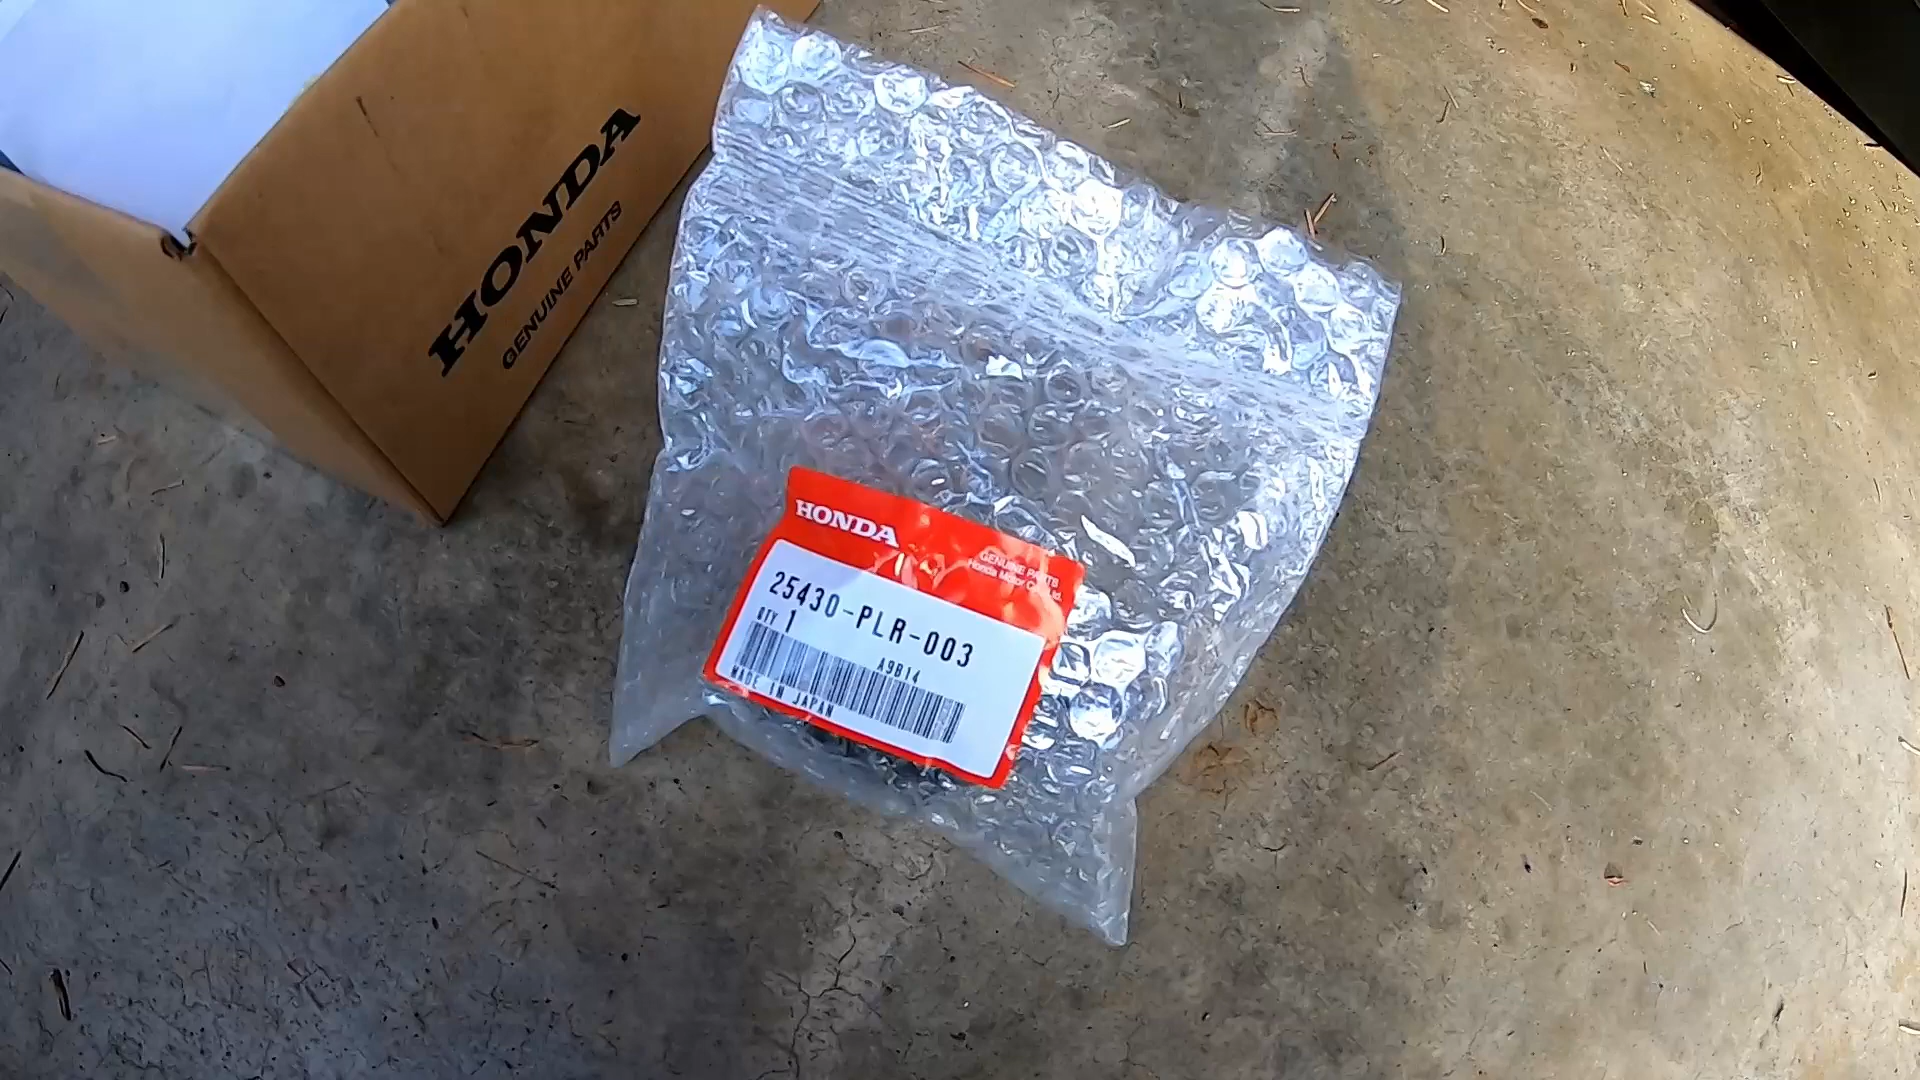 HONDA
GENUINE PARTS
HONDA
GENUINE PARTS
Honda Motor Co., Ltd.
25430-PLR-003
QTY 1
A9B14
MADE IN JAPAN